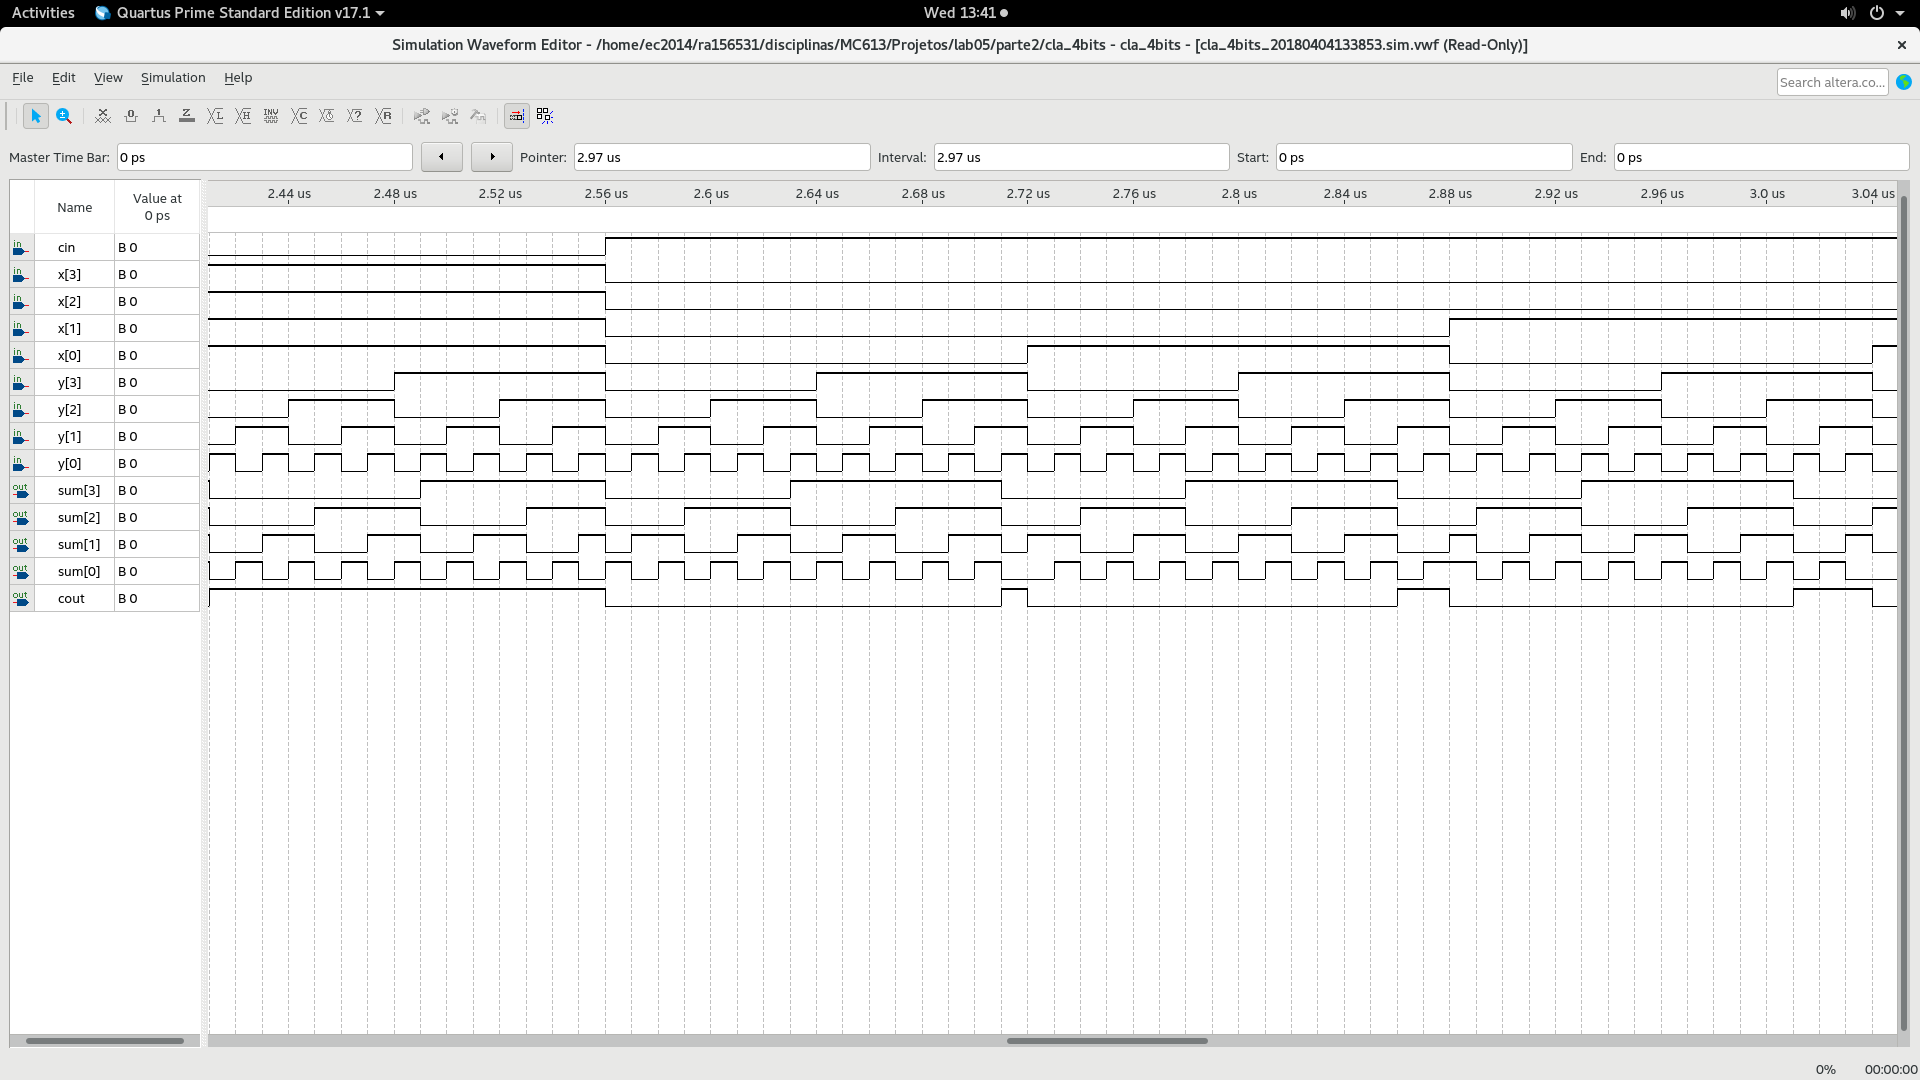 Activities Quartus Prime Standard Edition v17.1 Wed 13:41
Simulation Waveform Editor - /home/ec2014/ra156531/disciplinas/MC613/Projetos/lab05/parte2/cla_4bits - cla_4bits - [cla_4bits_20180404133853.sim.vwf (Read-Only)]
File Edit View Simulation Help
Search altera.co...
Master Time Bar: 0 ps Pointer: 2.97 us Interval: 2.97 us Start: 0 ps End: 0 ps
Name Value at
0 ps
2.44 us 2.48 us 2.52 us 2.56 us 2.6 us 2.64 us 2.68 us 2.72 us 2.76 us 2.8 us 2.84 us 2.88 us 2.92 us 2.96 us 3.0 us 3.04 us
in cin B 0
in x[3] B 0
in x[2] B 0
in x[1] B 0
in x[0] B 0
in y[3] B 0
in y[2] B 0
in y[1] B 0
in y[0] B 0
out sum[3] B 0
out sum[2] B 0
out sum[1] B 0
out sum[0] B 0
out cout B 0
0% 00:00:00